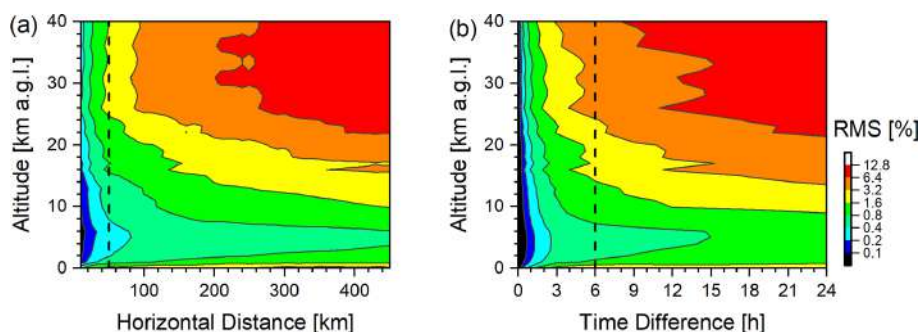 (a)
40
30
20
10
0
Altitude [km a.g.l.]
100 200 300 400
Horizontal Distance [km]
(b)
40
30
20
10
0
Altitude [km a.g.l.]
0 3 6 9 12 15 18 21 24
Time Difference [h]
RMS [%]
12.8
6.4
3.2
1.6
0.8
0.4
0.2
0.1